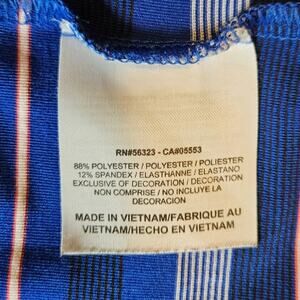 RN#56323 - CA#05553
88% POLYESTER / POLYESTER / POLIESTER
12% SPANDEX / ELASTHANNE / ELASTANO
EXCLUSIVE OF DECORATION / DECORATION
NON COMPRISE / NO INCLUYE LA
DECORACIÓN
MADE IN VIETNAM/FABRIQUE AU
VIETNAM/HECHO EN VIETNAM